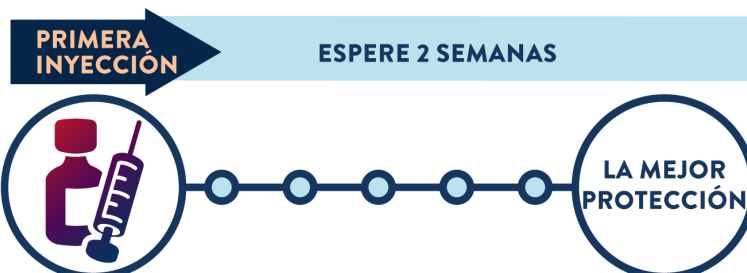 PRIMERA
INYECCIÓN
ESPERE 2 SEMANAS
LA MEJOR
PROTECCIÓN